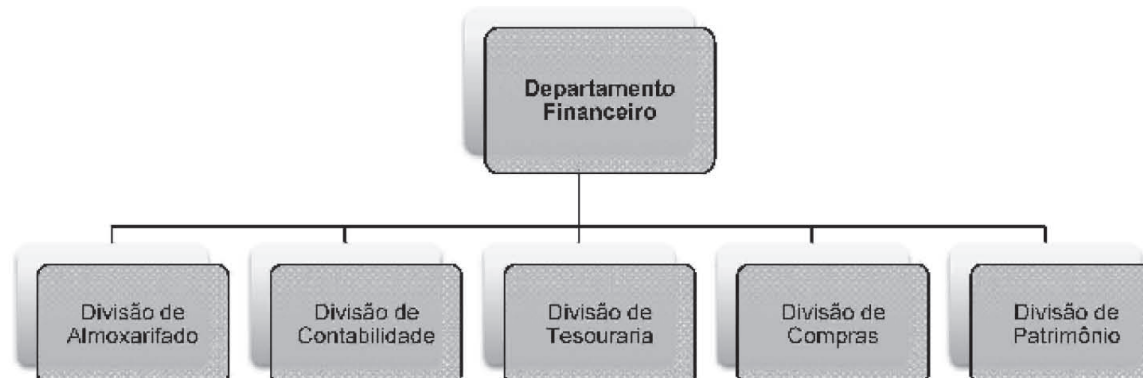 Departamento
Financeiro
Divisão de
Almoxarifado
Divisão de
Contabilidade
Divisão de
Tesouraria
Divisão de
Compras
Divisão de
Patrimônio